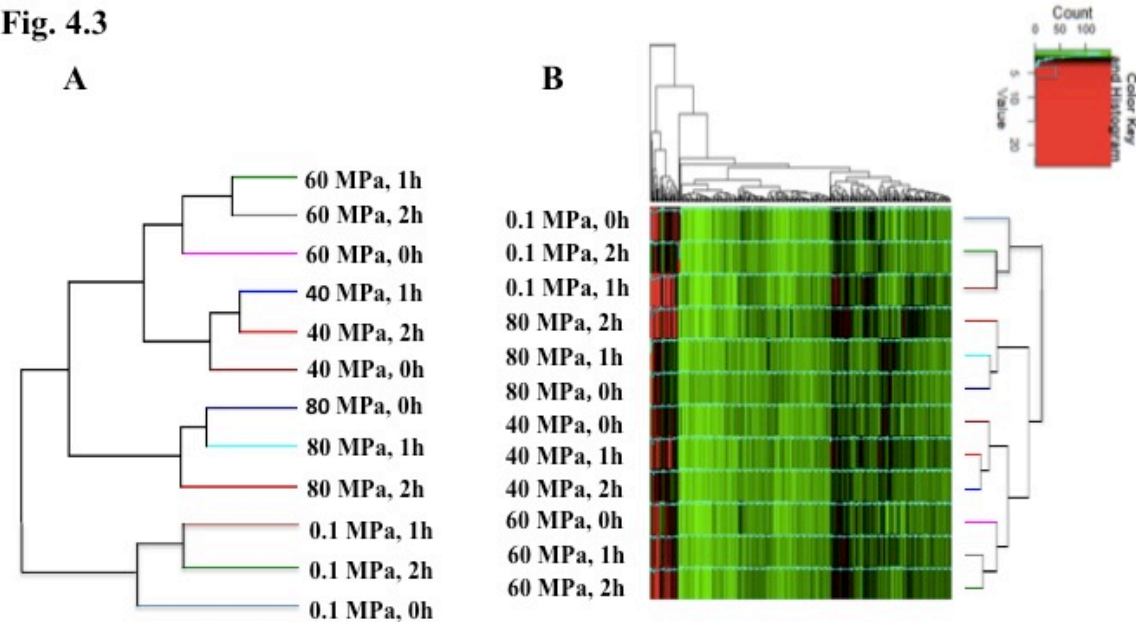 Fig. 4.3
A
60 MPa, 1h
60 MPa, 2h
60 MPa, 0h
40 MPa, 1h
40 MPa, 2h
40 MPa, 0h
80 MPa, 0h
80 MPa, 1h
80 MPa, 2h
0.1 MPa, 1h
0.1 MPa, 2h
0.1 MPa, 0h
B
0.1 MPa, 0h
0.1 MPa, 2h
0.1 MPa, 1h
80 MPa, 2h
80 MPa, 1h
80 MPa, 0h
40 MPa, 0h
40 MPa, 1h
40 MPa, 2h
60 MPa, 0h
60 MPa, 1h
60 MPa, 2h
Count
0 50 100
5 10 20
Value
Color Key
and Histogram